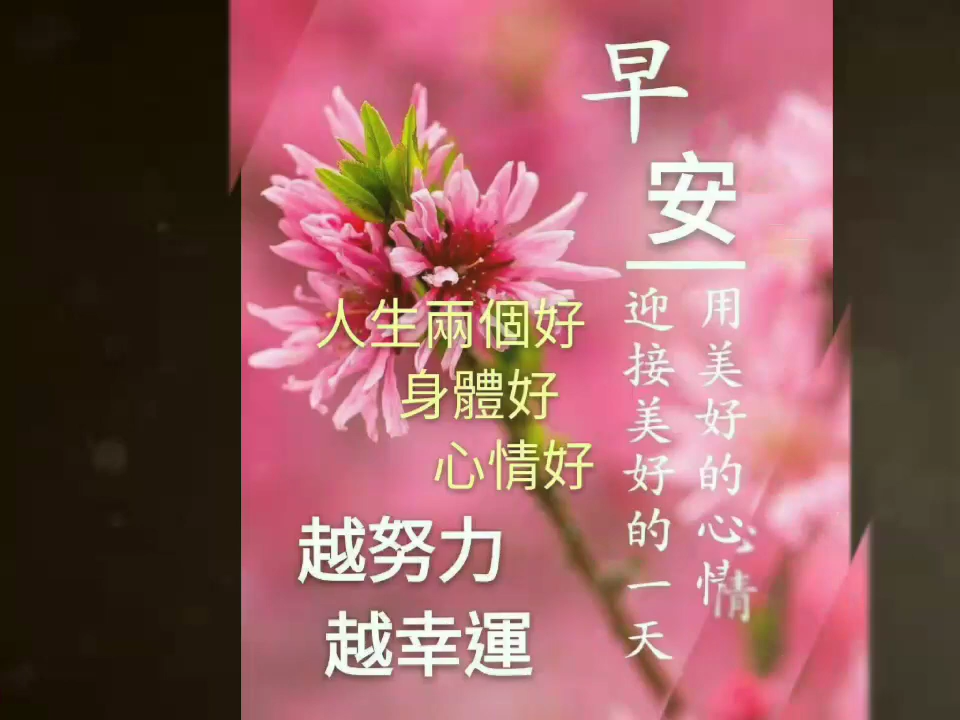 早安
用美好的心情
迎接美好的一天
人生兩個好
身體好
心情好
越努力
越幸運